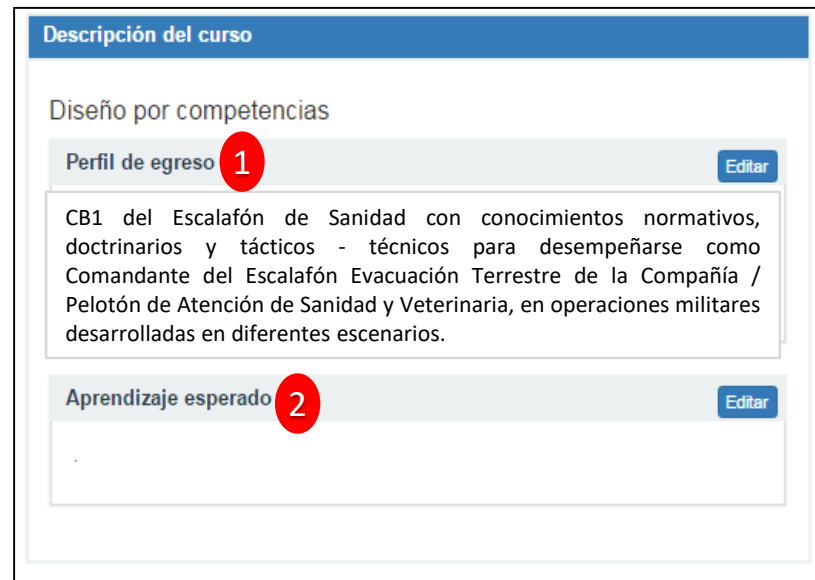 Descripción del curso
Diseño por competencias
Perfil de egreso 1 Editar
CB1 del Escalafón de Sanidad con conocimientos normativos,
doctrinarios y tácticos - técnicos para desempeñarse como
Comandante del Escalafón Evacuación Terrestre de la Compañía /
Pelotón de Atención de Sanidad y Veterinaria, en operaciones militares
desarrolladas en diferentes escenarios.
Aprendizaje esperado 2 Editar
.